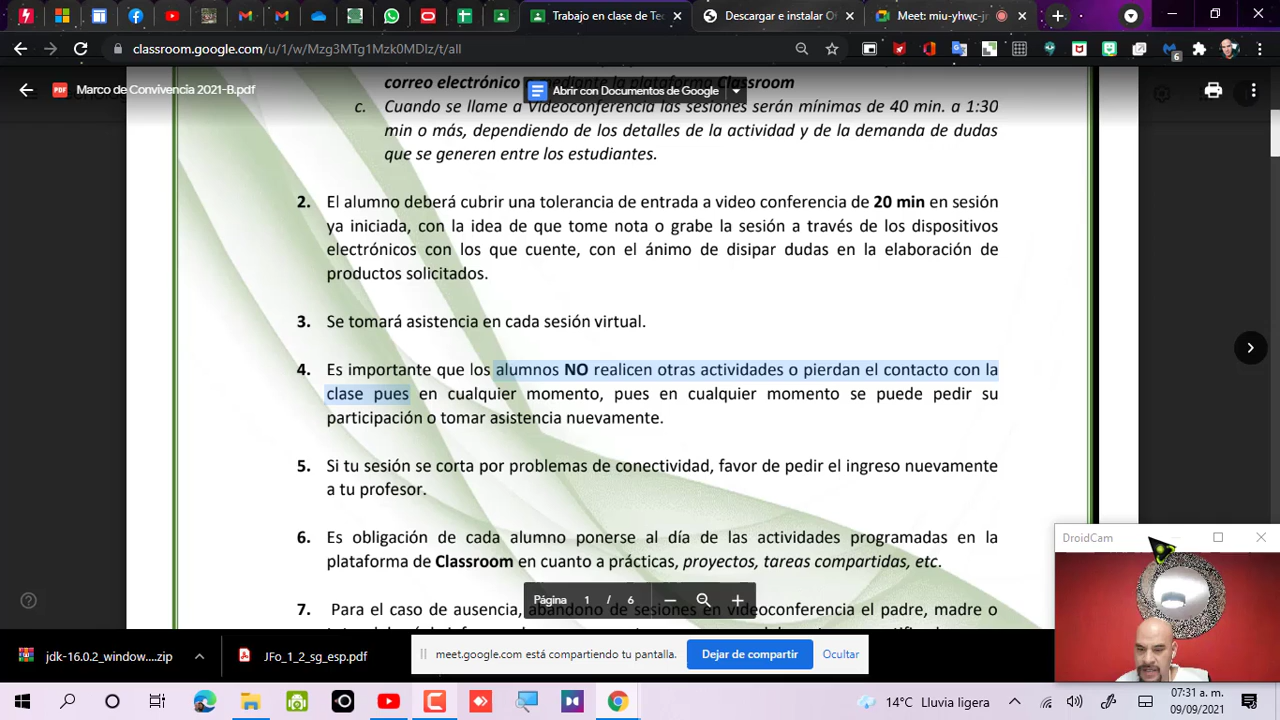 Trabajo en clase de Tec
Descargar e instalar Of
Meet: miu-yhwc-jn
classroom.google.com/u/1/w/Mzg3MTg1Mzk0MDIz/t/all
6
correo electrónico mediante la plataforma Classroom
Marco de Convivencia 2021-B.pdf
Abrir con Documentos de Google
c. Cuando se llame a Videoconferencia las sesiones serán mínimas de 40 min. a 1:30
min o más, dependiendo de los detalles de la actividad y de la demanda de dudas
que se generen entre los estudiantes.
2. El alumno deberá cubrir una tolerancia de entrada a video conferencia de 20 min en sesión
ya iniciada, con la idea de que tome nota o grabe la sesión a través de los dispositivos
electrónicos con los que cuente, con el ánimo de disipar dudas en la elaboración de
productos solicitados.
3. Se tomará asistencia en cada sesión virtual.
4. Es importante que los alumnos NO realicen otras actividades o pierdan el contacto con la
clase pues en cualquier momento, pues en cualquier momento se puede pedir su
participación o tomar asistencia nuevamente.
5. Si tu sesión se corta por problemas de conectividad, favor de pedir el ingreso nuevamente
a tu profesor.
6. Es obligación de cada alumno ponerse al día de las actividades programadas en la
plataforma de Classroom en cuanto a prácticas, proyectos, tareas compartidas, etc.
DroidCam
Página 1 / 6
7. Para el caso de ausencia, abandono de sesiones en videoconferencia el padre, madre o
jdk-16.0.2_window....zip
JFo_1_2_sg_esp.pdf
meet.google.com está compartiendo tu pantalla.
Dejar de compartir
Ocultar
14°C Lluvia ligera
07:31 a. m.
09/09/2021